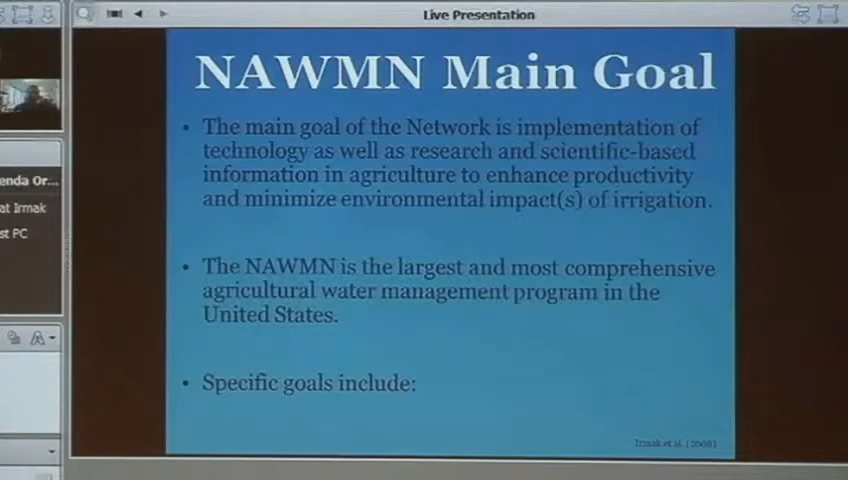 Live Presentation
NAWMN Main Goal
• The main goal of the Network is implementation of
technology as well as research and scientific-based
information in agriculture to enhance productivity
and minimize environmental impact(s) of irrigation.
• The NAWMN is the largest and most comprehensive
agricultural water management program in the
United States.
• Specific goals include:
Irmak et al. (2008)
enda Or...
at Irmak
st PC